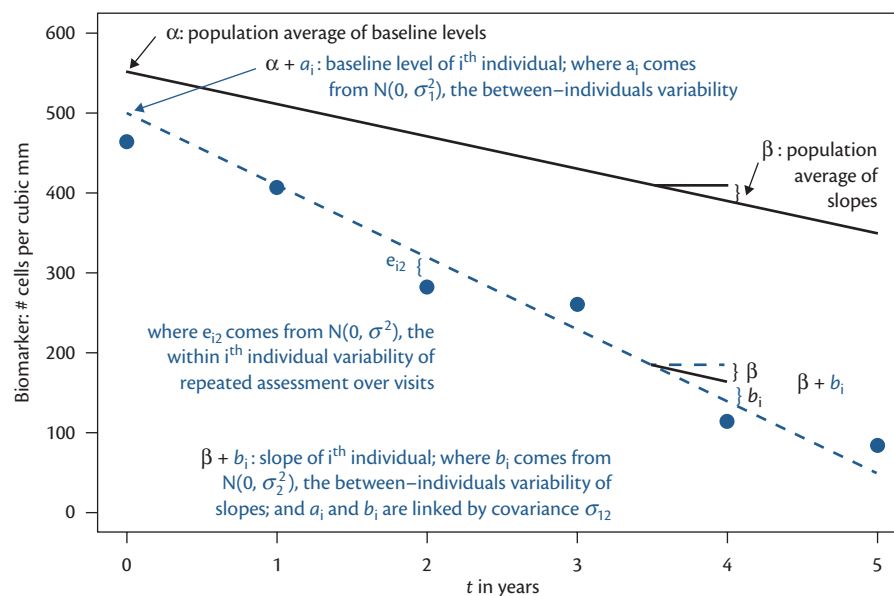 600
500
400
300
200
100
0
Biomarker: # cells per cubic mm
α: population average of baseline levels
α + aᵢ : baseline level of iᵗʰ individual; where aᵢ comes
from N(0, σ₁²), the between–individuals variability
β : population
average of
slopes
}
eᵢ₂ {
where eᵢ₂ comes from N(0, σ²), the
within iᵗʰ individual variability of
repeated assessment over visits
} β
} bᵢ
β + bᵢ
β + bᵢ : slope of iᵗʰ individual; where bᵢ comes from
N(0, σ₂²), the between–individuals variability of
slopes; and aᵢ and bᵢ are linked by covariance σ₁₂
0 1 2 3 4 5
t in years